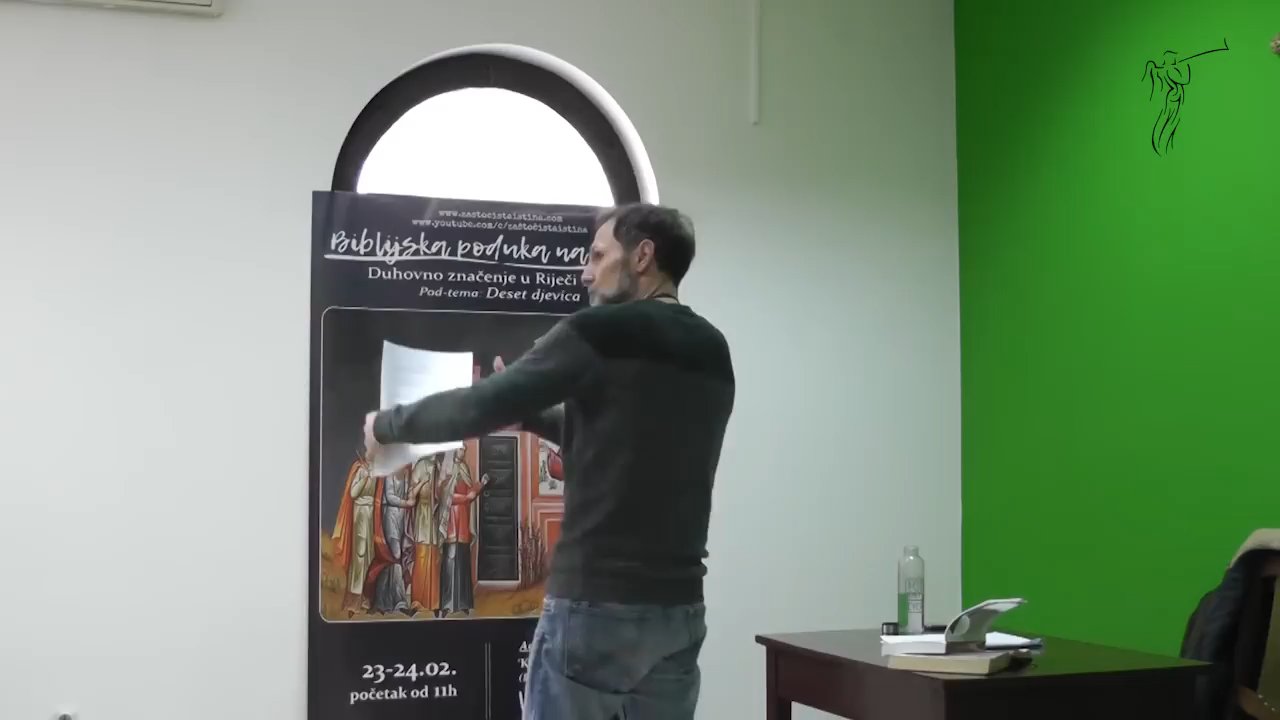 www.zastocistaistina.com
www.youtube.com/c/zaštočistaistina
Biblijska poduka na
Duhovno značenje u Riječi
Pod-tema: Deset djevica
23-24.02.
početak od 11h